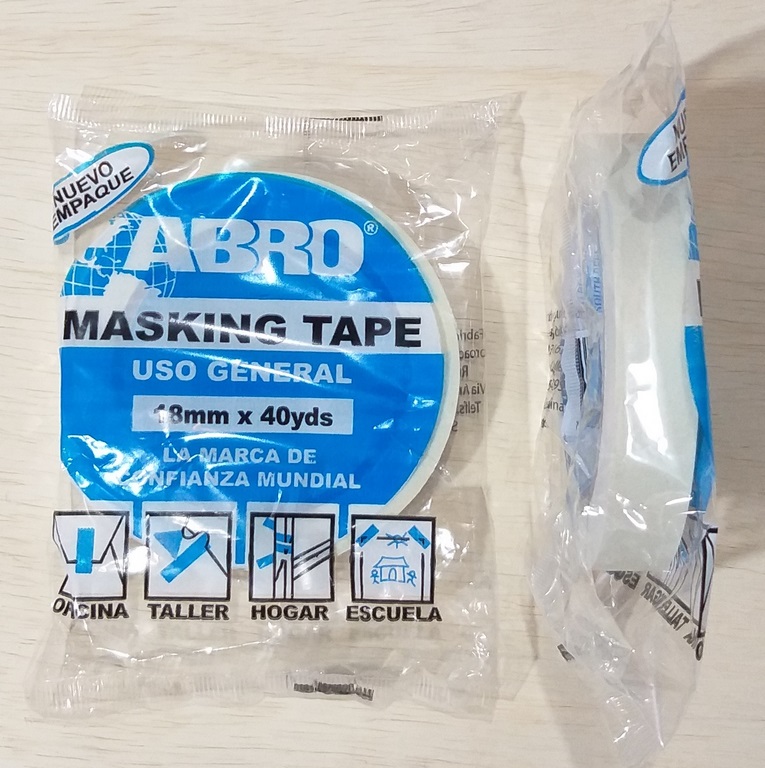 NUEVO
EMPAQUE
ABRO®
MASKING TAPE
USO GENERAL
18mm x 40yds
LA MARCA DE
CONFIANZA MUNDIAL
OFICINA TALLER HOGAR ESCUELA